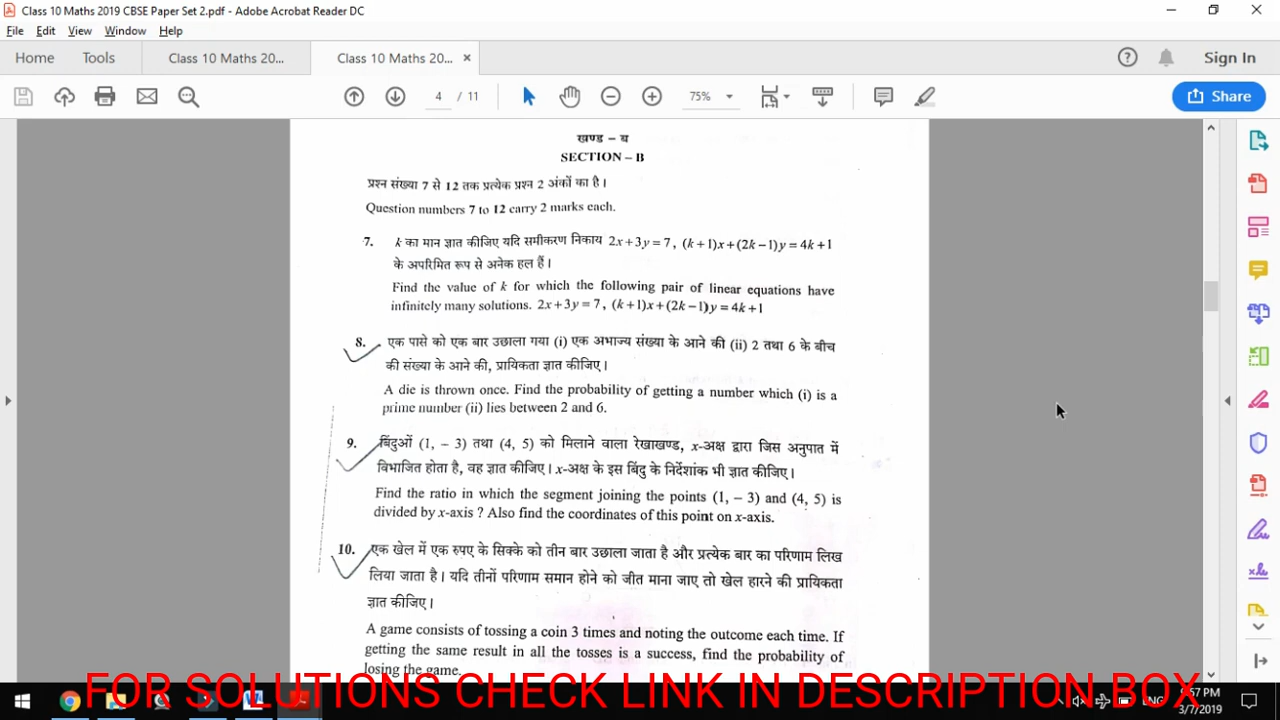 Class 10 Maths 2019 CBSE Paper Set 2.pdf - Adobe Acrobat Reader DC
File Edit View Window Help
Home Tools Class 10 Maths 20... Class 10 Maths 20... × Sign In
4 / 11 75% Share
खण्ड – ब
SECTION – B
प्रश्न संख्या 7 से 12 तक प्रत्येक प्रश्न 2 अंकों का है।
Question numbers 7 to 12 carry 2 marks each.
7. k का मान ज्ञात कीजिए यदि समीकरण निकाय 2x+3y=7, (k+1)x+(2k−1)y=4k+1
के अपरिमित रूप से अनेक हल हैं।
Find the value of k for which the following pair of linear equations have
infinitely many solutions. 2x+3y=7, (k+1)x+(2k−1)y=4k+1
8. एक पासे को एक बार उछाला गया (i) एक अभाज्य संख्या के आने की (ii) 2 तथा 6 के बीच
की संख्या के आने की, प्रायिकता ज्ञात कीजिए।
A die is thrown once. Find the probability of getting a number which (i) is a
prime number (ii) lies between 2 and 6.
9. बिंदुओं (1, – 3) तथा (4, 5) को मिलाने वाला रेखाखण्ड, x-अक्ष द्वारा जिस अनुपात में
विभाजित होता है, वह ज्ञात कीजिए। x-अक्ष के इस बिंदु के निर्देशांक भी ज्ञात कीजिए।
Find the ratio in which the segment joining the points (1, – 3) and (4, 5) is
divided by x-axis ? Also find the coordinates of this point on x-axis.
10. एक खेल में एक रुपए के सिक्के को तीन बार उछाला जाता है और प्रत्येक बार का परिणाम लिख
लिया जाता है। यदि तीनों परिणाम समान होने को जीत माना जाए तो खेल हारने की प्रायिकता
ज्ञात कीजिए।
A game consists of tossing a coin 3 times and noting the outcome each time. If
getting the same result in all the tosses is a success, find the probability of
losing the game.
FOR SOLUTIONS CHECK LINK IN DESCRIPTION BOX
:57 PM
3/7/2019